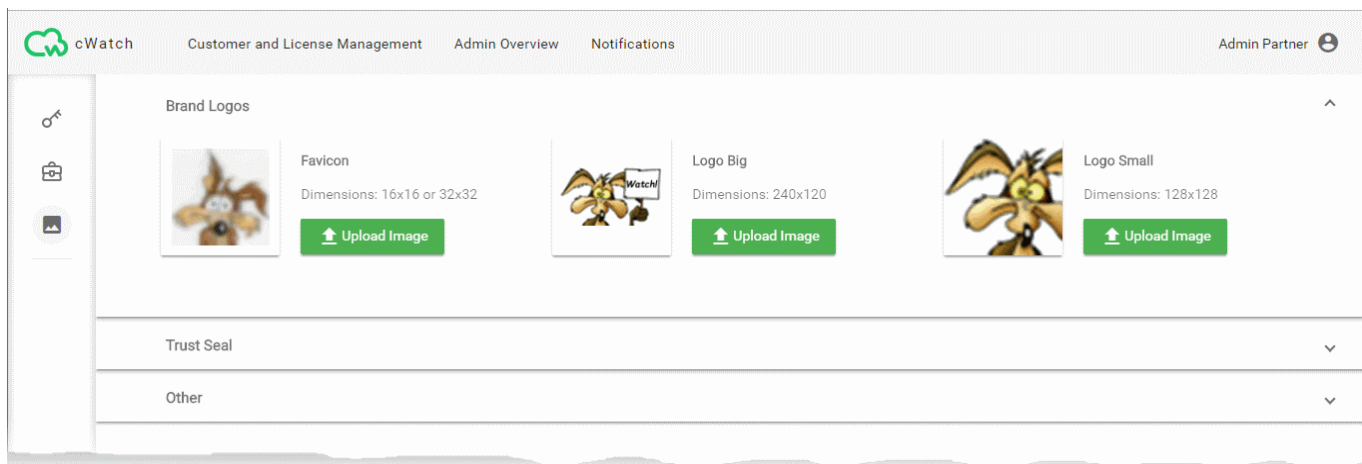 cWatch Customer and License Management Admin Overview Notifications Admin Partner
Brand Logos
Favicon
Dimensions: 16x16 or 32x32
Upload Image
Watch!
Logo Big
Dimensions: 240x120
Upload Image
Logo Small
Dimensions: 128x128
Upload Image
Trust Seal
Other